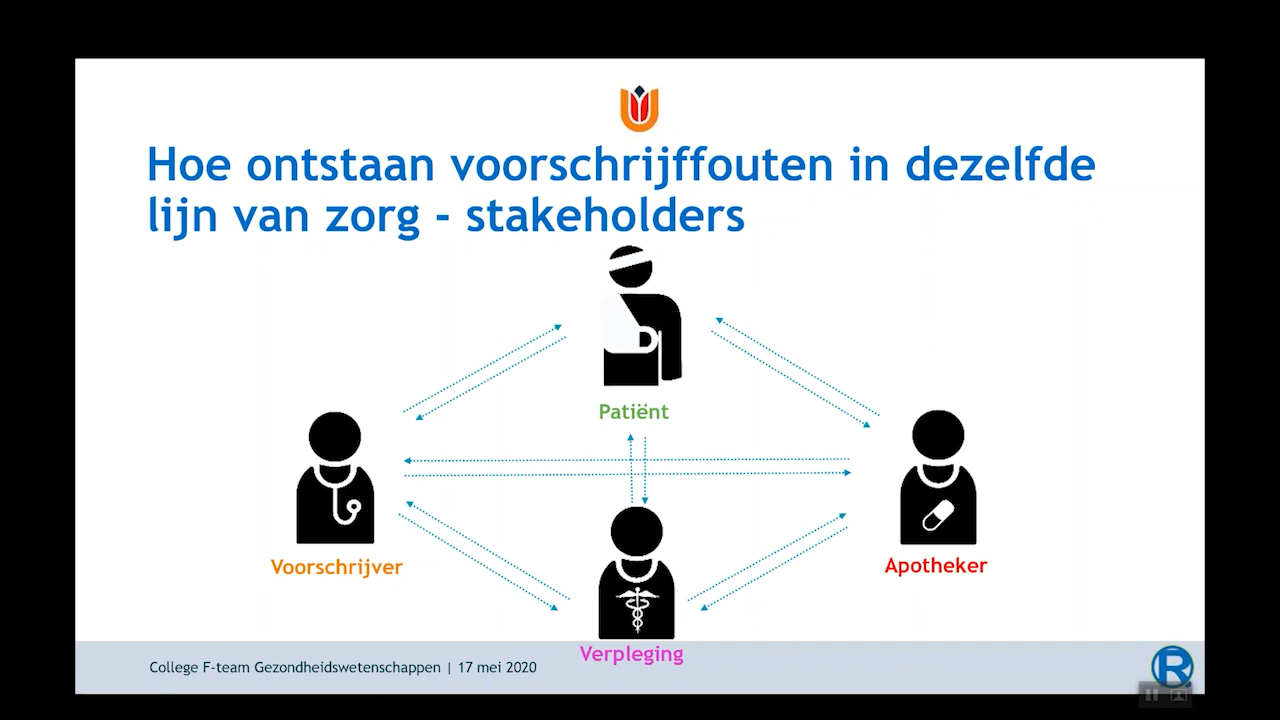 Hoe ontstaan voorschrijffouten in dezelfde
lijn van zorg - stakeholders
Patiënt
Voorschrijver
Apotheker
Verpleging
College F-team Gezondheidswetenschappen | 17 mei 2020
R